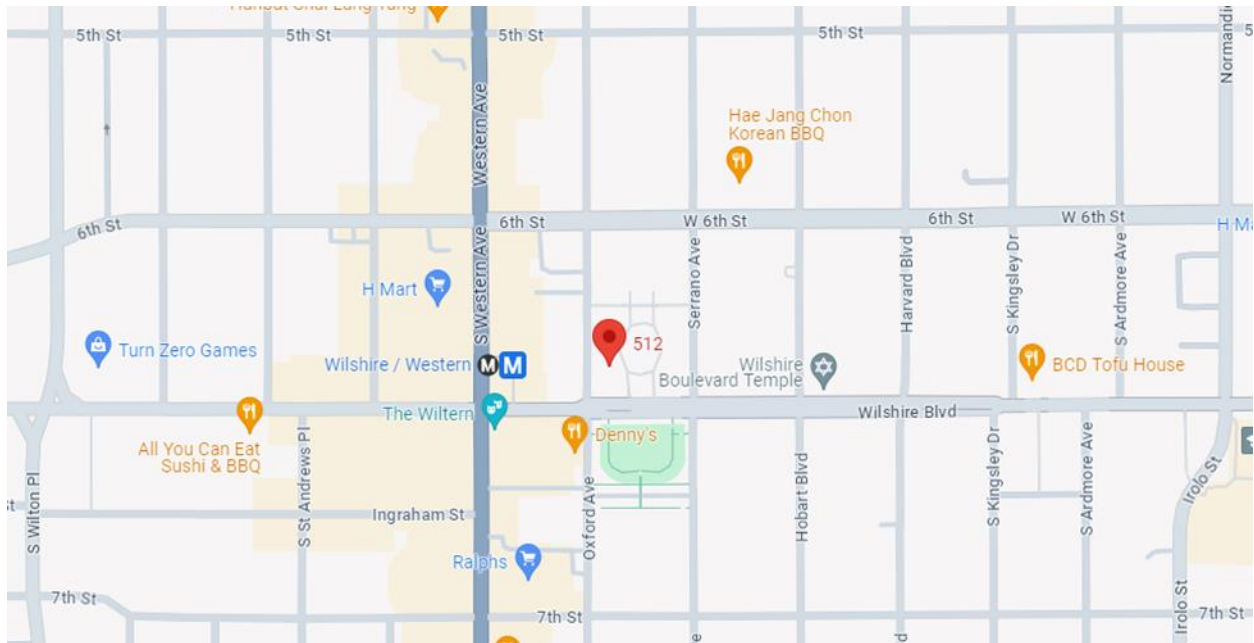 5th St
5th St
5th St
5th St
Western Ave
Hae Jang Chon
Korean BBQ
6th St
6th St
W 6th St
6th St
W 6th St
S Western Ave
H Mart
Serrano Ave
Harvard Blvd
S Kingsley Dr
S Ardmore Ave
Turn Zero Games
Wilshire / Western
M
M
512
Wilshire
Boulevard Temple
BCD Tofu House
The Wiltern
Wilshire Blvd
All You Can Eat
Sushi & BBQ
Denny's
S Wilton Pl
S St Andrews Pl
Ingraham St
Oxford Ave
Hobart Blvd
S Kingsley Dr
S Ardmore Ave
Irolo St
Ralphs
7th St
7th St
7th St
Irolo St